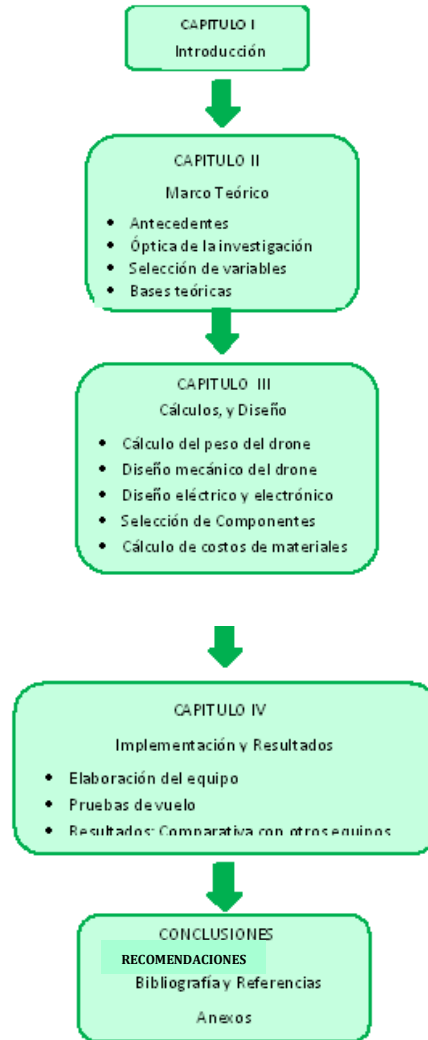 CAPITULO I
Introducción
CAPITULO II
Marco Teórico
• Antecedentes
• Óptica de la investigación
• Selección de variables
• Bases teóricas
CAPITULO III
Cálculos, y Diseño
• Cálculo del peso del drone
• Diseño mecánico del drone
• Diseño eléctrico y electrónico
• Selección de Componentes
• Cálculo de costos de materiales
CAPITULO IV
Implementación y Resultados
• Elaboración del equipo
• Pruebas de vuelo
• Resultados: Comparativa con otros equipos
CONCLUSIONES
RECOMENDACIONES
Bibliografía y Referencias
Anexos